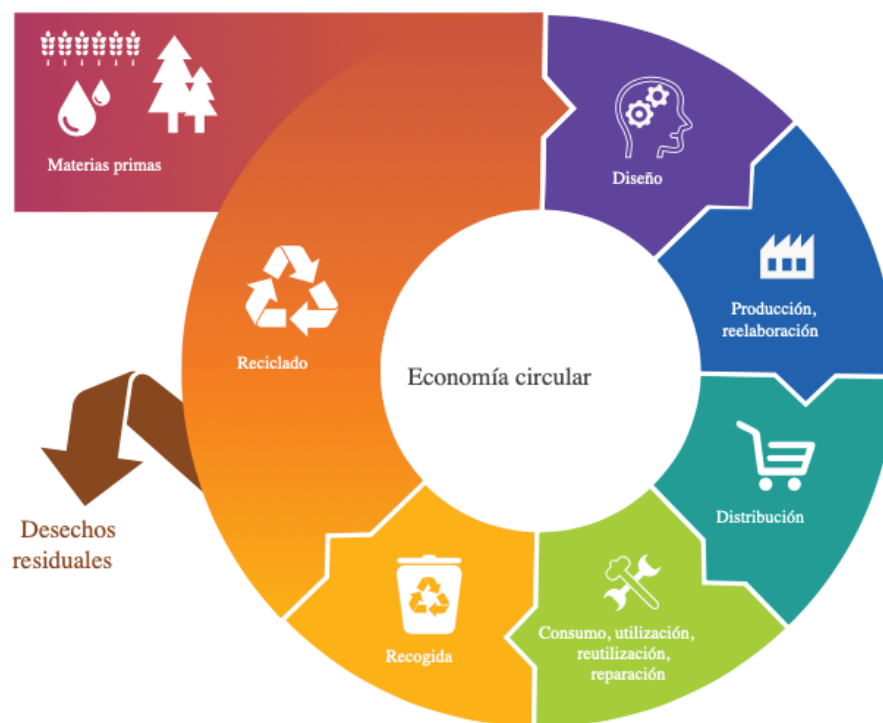 Materias primas
Diseño
Producción,
reelaboración
Distribución
Consumo, utilización,
reutilización,
reparación
Recogida
Reciclado
Desechos
residuales
Economía circular